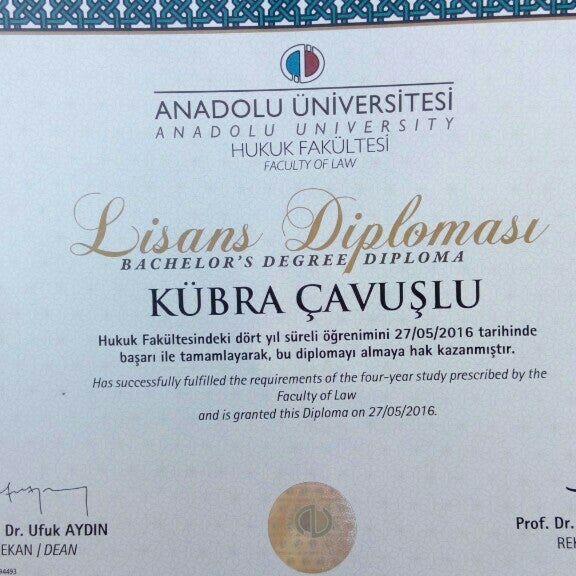 ANADOLU ÜNİVERSİTESİ
ANADOLU UNIVERSITY
HUKUK FAKÜLTESİ
FACULTY OF LAW
Lisans Diploması
BACHELOR'S DEGREE DIPLOMA
KÜBRA ÇAVUŞLU
Hukuk Fakültesindeki dört yıl süreli öğrenimini 27/05/2016 tarihinde
başarı ile tamamlayarak, bu diplomayı almaya hak kazanmıştır.
Has successfully fulfilled the requirements of the four-year study prescribed by the
Faculty of Law
and is granted this Diploma on 27/05/2016.
Dr. Ufuk AYDIN
EKAN / DEAN
Prof. Dr.
REK
94493